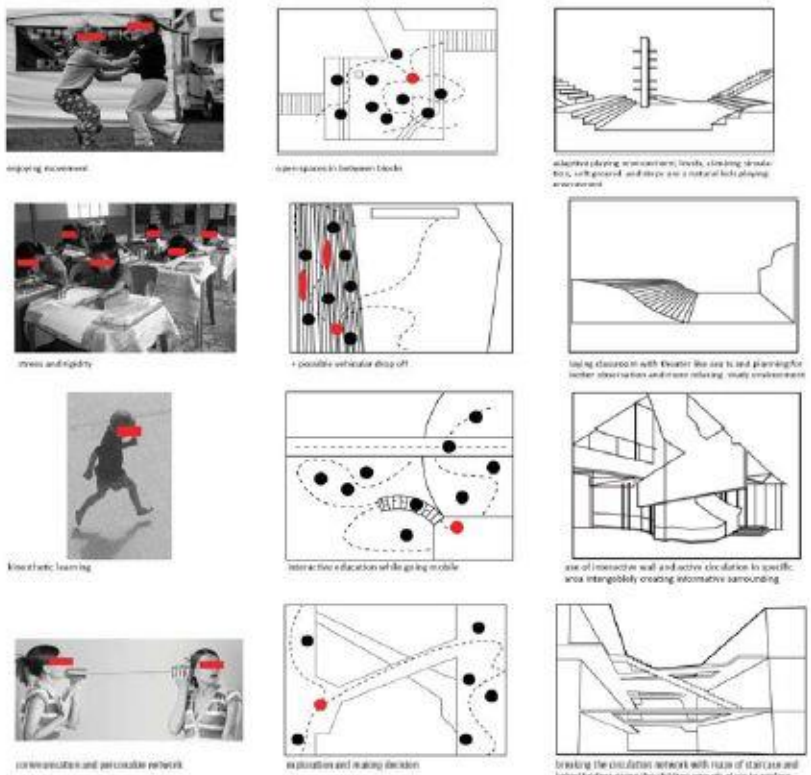 enjoying movement
open spaces in between blocks
adaptive playing environment, levels, climbing
soft ground and steps are a natural kids playing
environment
stress and rigidity
+ possible vehicular drop off
laying classroom with theater like seats and planning for
better observation and more relaxing study environment
kinesthetic learning
interactive education while going mobile
use of interactive wall and active circulation in specific
area intangiblely creating informative surrounding
communication and personalize network
exploration and making decision
breaking the circulation network with maze of staircase and